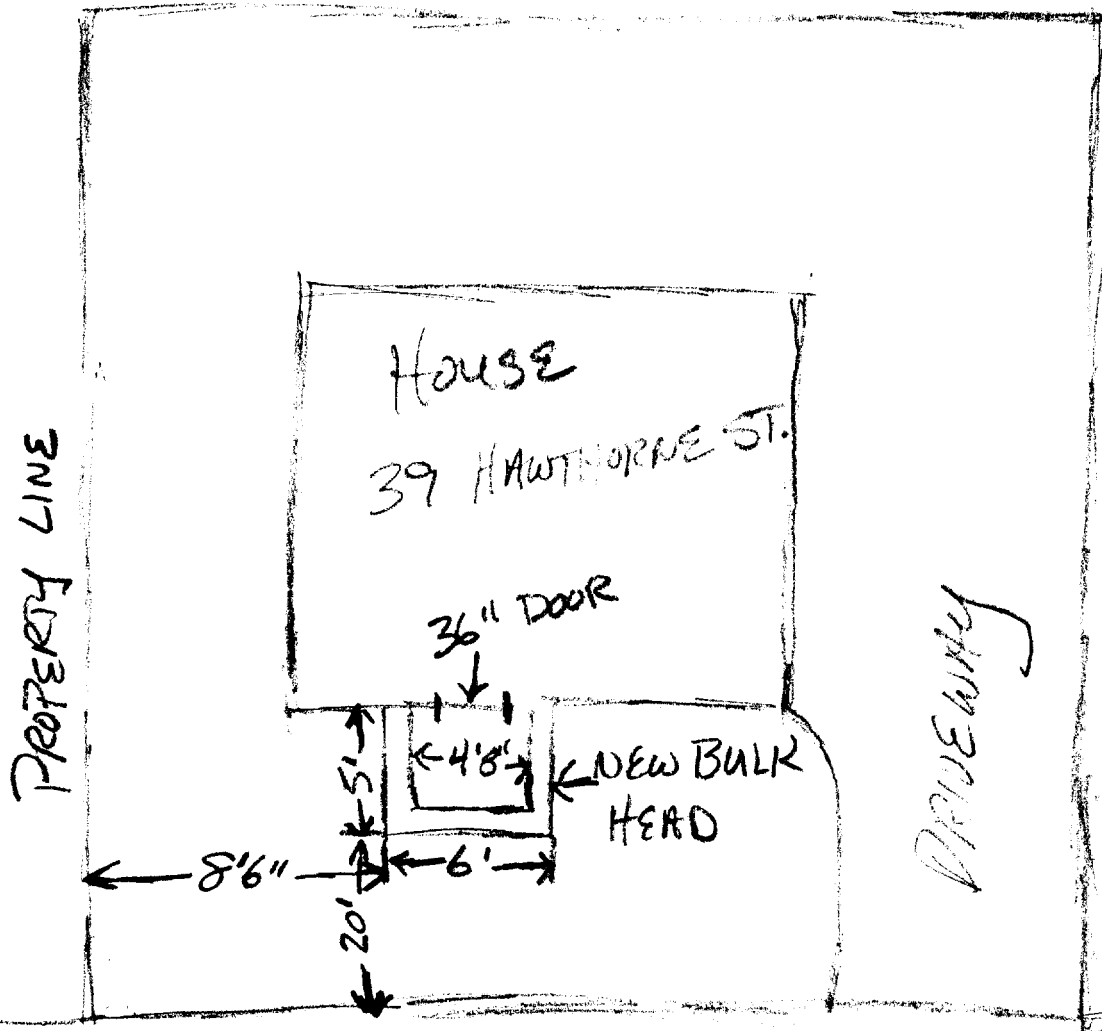 HOUSE
39 HAWTHORNE ST.
PROPERTY LINE
36" DOOR
5'
4'8"
NEW BULK
HEAD
DRIVEWAY
8'6"
6'
20'